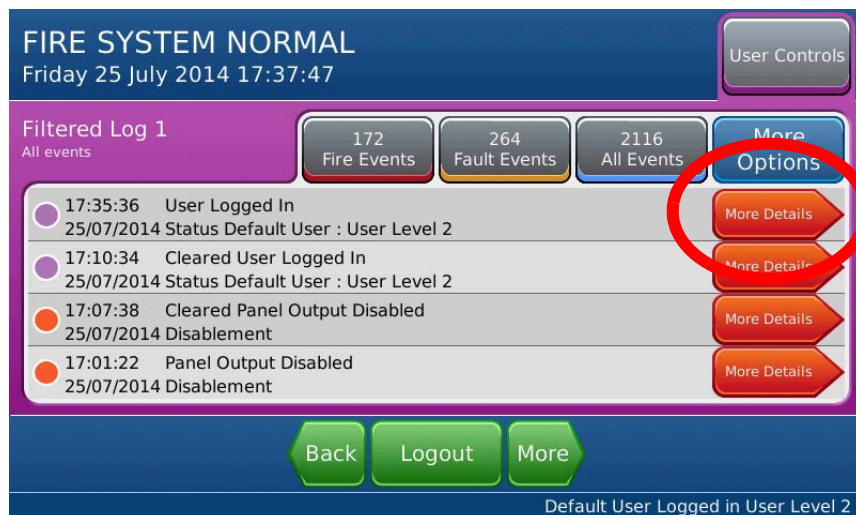 FIRE SYSTEM NORMAL
Friday 25 July 2014 17:37:47
User Controls
Filtered Log 1
All events
172
Fire Events
264
Fault Events
2116
All Events
More
Options
17:35:36 User Logged In
25/07/2014 Status Default User : User Level 2
More Details
17:10:34 Cleared User Logged In
25/07/2014 Status Default User : User Level 2
More Details
17:07:38 Cleared Panel Output Disabled
25/07/2014 Disablement
More Details
17:01:22 Panel Output Disabled
25/07/2014 Disablement
More Details
Back
Logout
More
Default User Logged in User Level 2